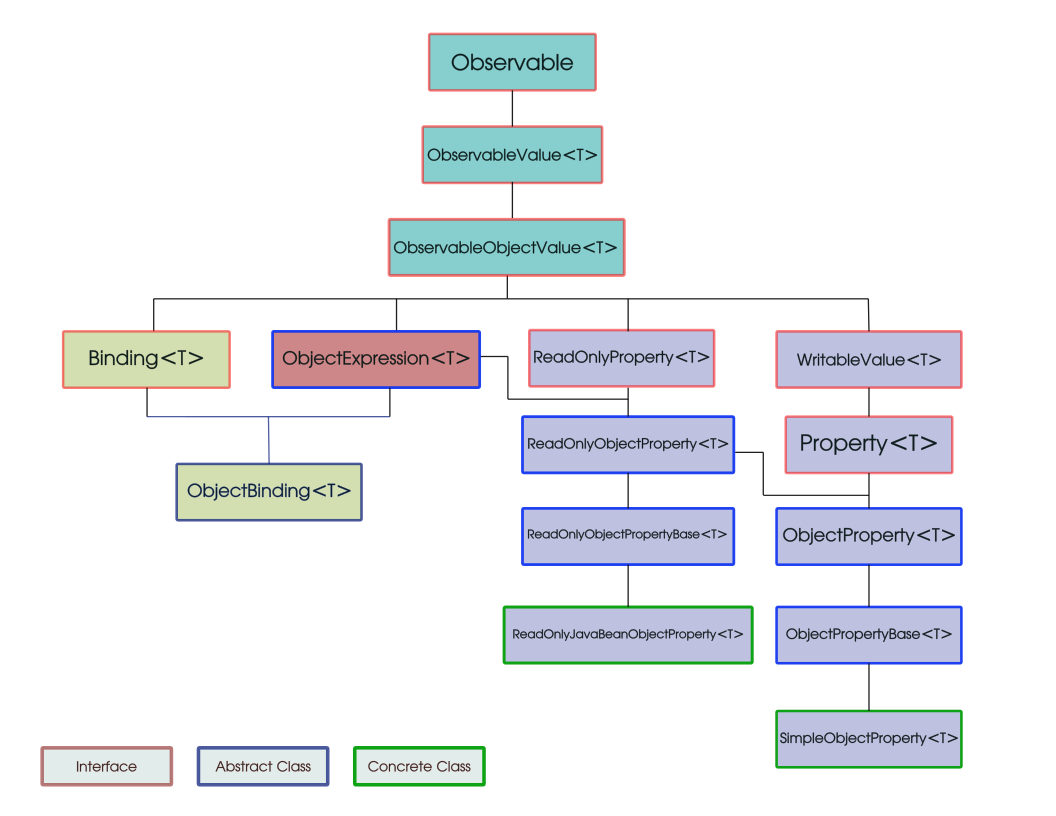 Observable
ObservableValue<T>
ObservableObjectValue<T>
Binding<T>
ObjectExpression<T>
ReadOnlyProperty<T>
WritableValue<T>
ReadOnlyObjectProperty<T>
Property<T>
ObjectBinding<T>
ReadOnlyObjectPropertyBase<T>
ObjectProperty<T>
ReadOnlyJavaBeanObjectProperty<T>
ObjectPropertyBase<T>
SimpleObjectProperty<T>
Interface
Abstract Class
Concrete Class